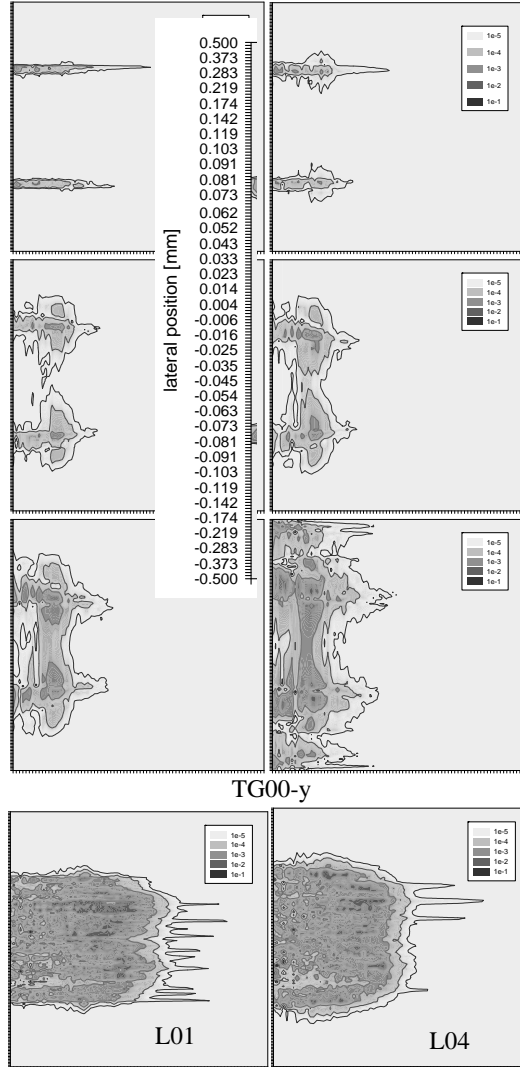 1e-5
1e-4
1e-3
1e-2
1e-1
lateral position [mm]
0.500
0.373
0.283
0.219
0.174
0.142
0.119
0.103
0.091
0.081
0.073
0.062
0.052
0.043
0.033
0.023
0.014
0.004
-0.006
-0.016
-0.025
-0.035
-0.045
-0.054
-0.063
-0.073
-0.081
-0.091
-0.103
-0.119
-0.142
-0.174
-0.219
-0.283
-0.373
-0.500
1e-5
1e-4
1e-3
1e-2
1e-1
1e-5
1e-4
1e-3
1e-2
1e-1
TG00-y
1e-5
1e-4
1e-3
1e-2
1e-1
L01
1e-5
1e-4
1e-3
1e-2
1e-1
L04